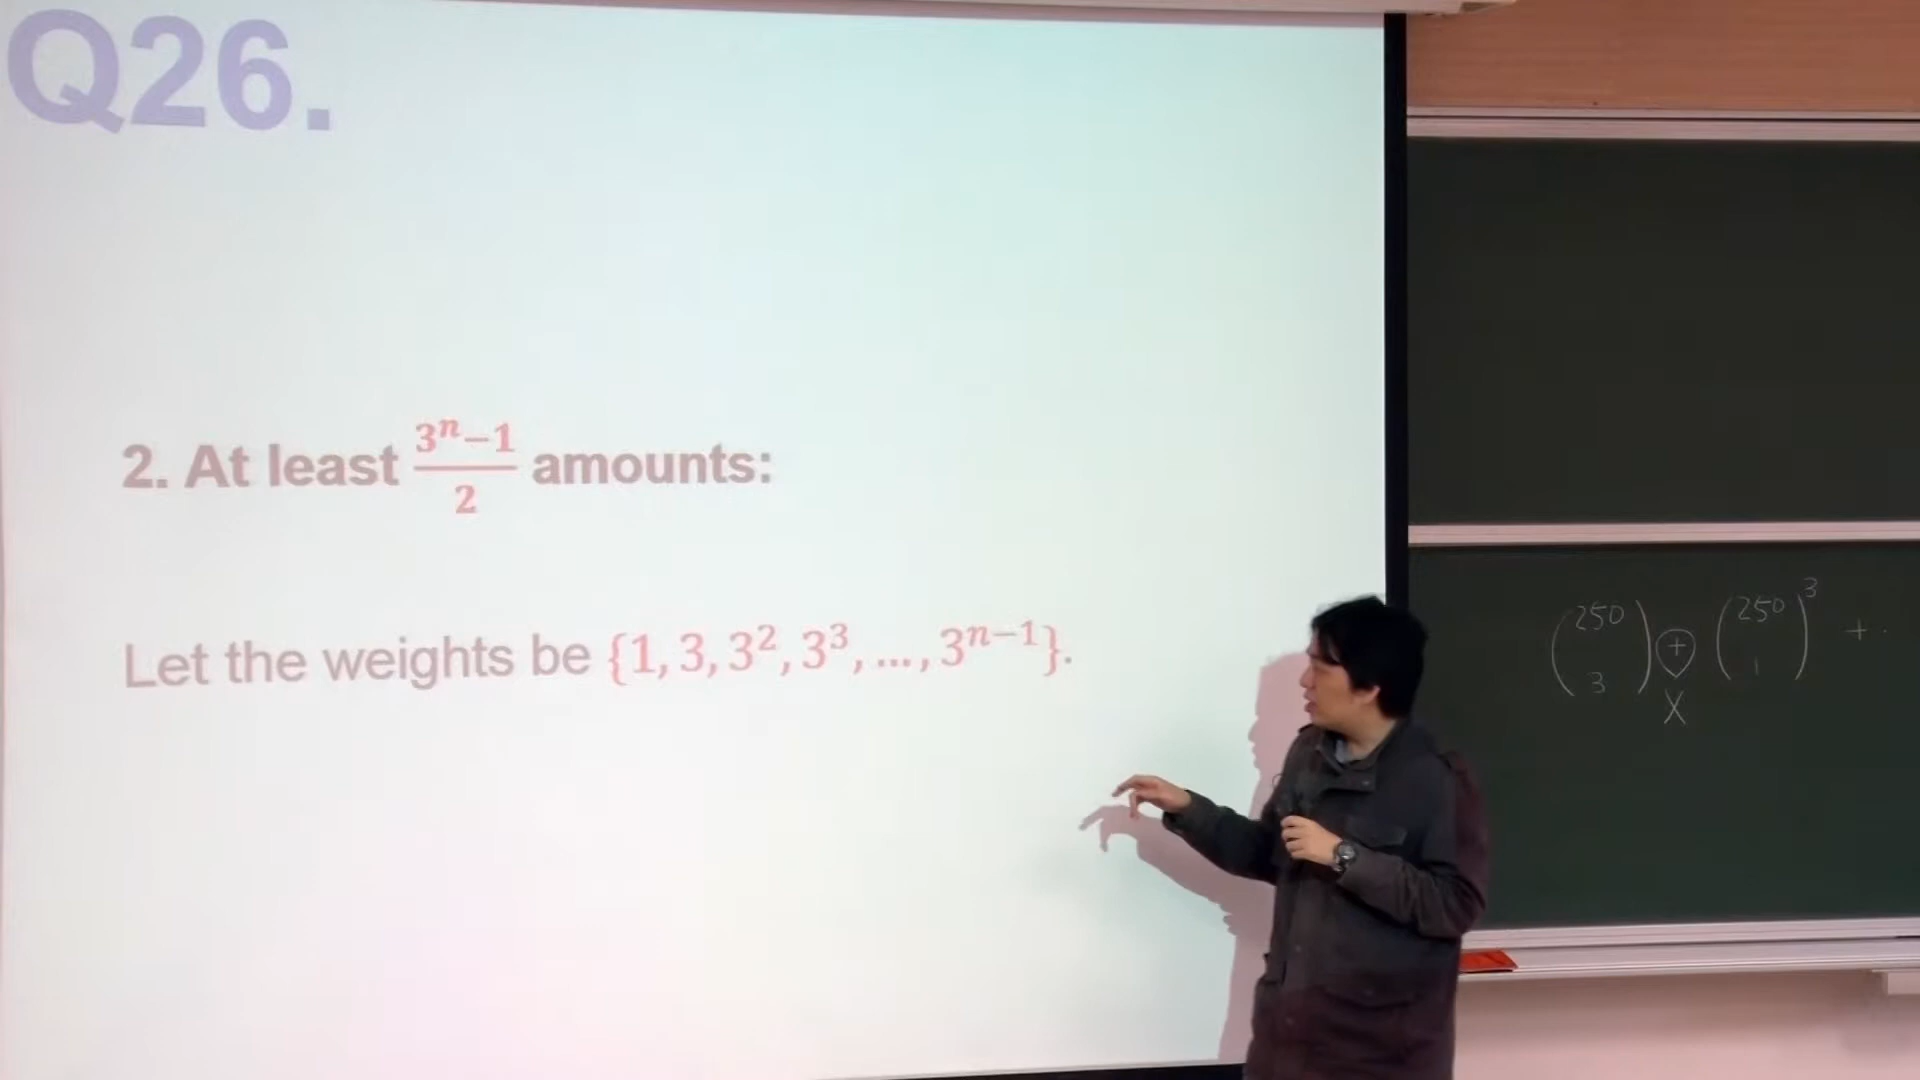 Q26.
2. At least \frac{3^n-1}{2} amounts:
Let the weights be {1, 3, 3^2, 3^3, ..., 3^{n-1}}.
\binom{250}{3} + \binom{250}{1}^3 +
X